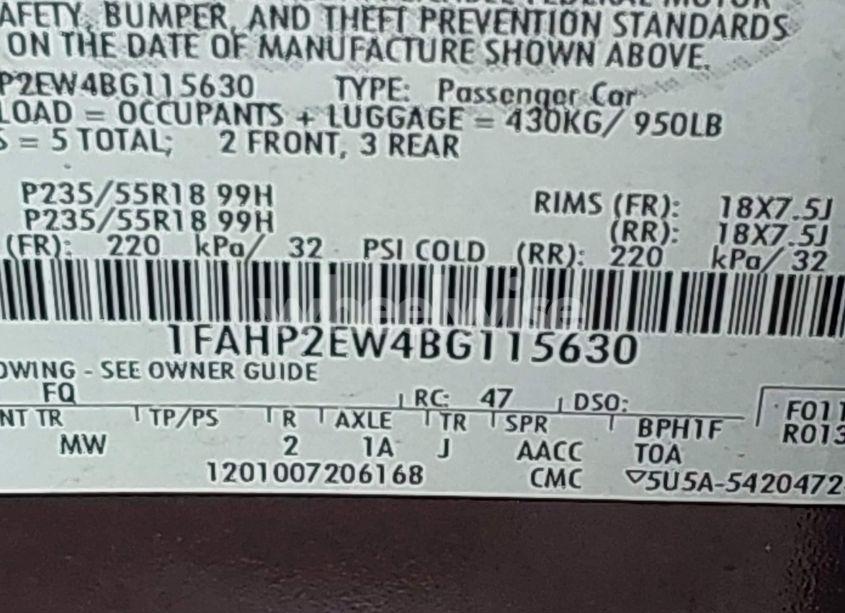 AFETY, BUMPER, AND THEFT PREVENTION STANDARDS
ON THE DATE OF MANUFACTURE SHOWN ABOVE.
P2EW4BG115630 TYPE: Passenger Car
LOAD = OCCUPANTS + LUGGAGE = 430KG/ 950LB
S = 5 TOTAL; 2 FRONT, 3 REAR
P235/55R18 99H RIMS (FR): 18X7.5J
P235/55R18 99H (RR): 18X7.5J
(FR): 220 kPa/ 32 PSI COLD (RR): 220 kPa/ 32
wheelwise
1FAHP2EW4BG115630
OWING - SEE OWNER GUIDE
FQ RC: 47 DSO: F011
NT TR TP/PS R AXLE TR SPR BPH1F R013
MW 2 1A J AACC TOA
1201007206168 CMC ▽5U5A-5420472